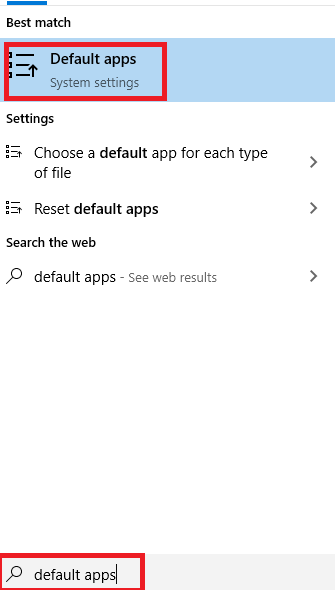 Best match
Default apps
System settings
Settings
Choose a default app for each type
of file
Reset default apps
Search the web
default apps - See web results
default apps